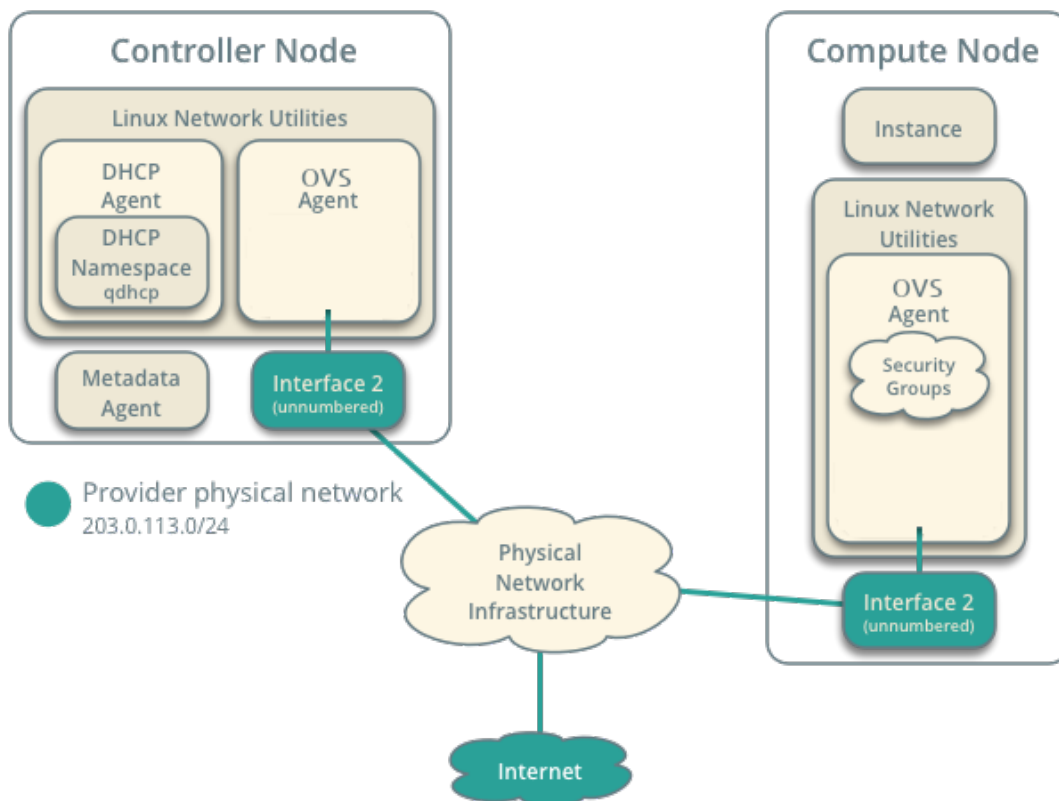 Controller Node
Linux Network Utilities
DHCP
Agent
DHCP
Namespace
qdhcp
OVS
Agent
Metadata
Agent
Interface 2
(unnumbered)
Provider physical network
203.0.113.0/24
Physical
Network
Infrastructure
Internet
Compute Node
Instance
Linux Network
Utilities
OVS
Agent
Security
Groups
Interface 2
(unnumbered)